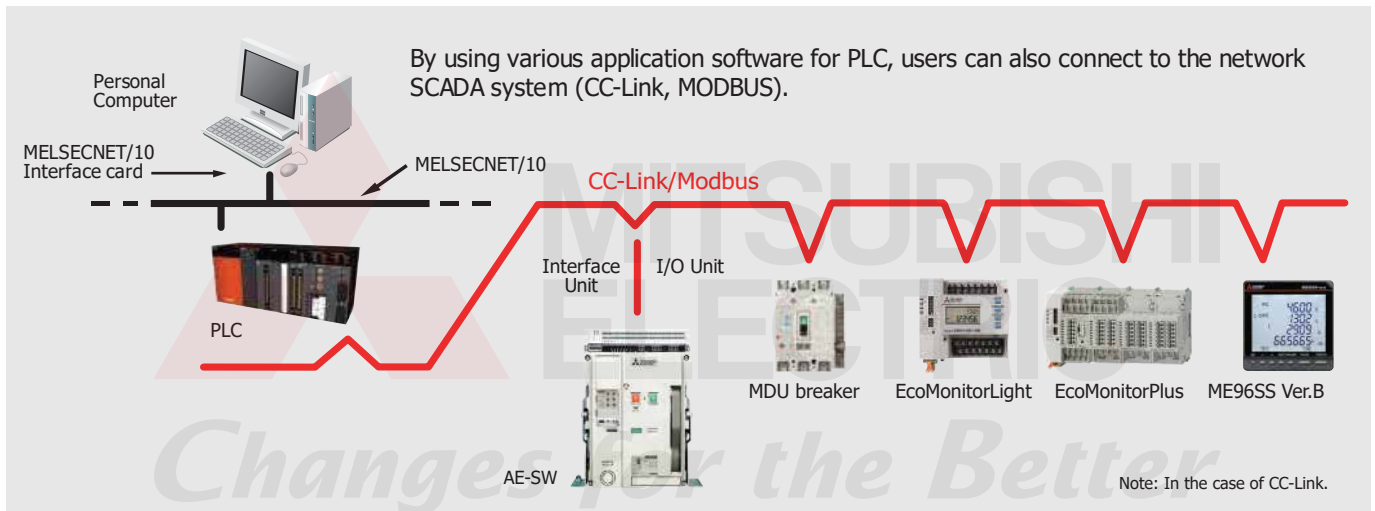 By using various application software for PLC, users can also connect to the network
SCADA system (CC-Link, MODBUS).
Personal
Computer
MELSECNET/10
Interface card
MELSECNET/10
CC-Link/Modbus
Interface
Unit
I/O Unit
PLC
MDU breaker
EcoMonitorLight
EcoMonitorPlus
ME96SS Ver.B
AE-SW
Note: In the case of CC-Link.
MITSUBISHI
ELECTRIC
Changes for the Better